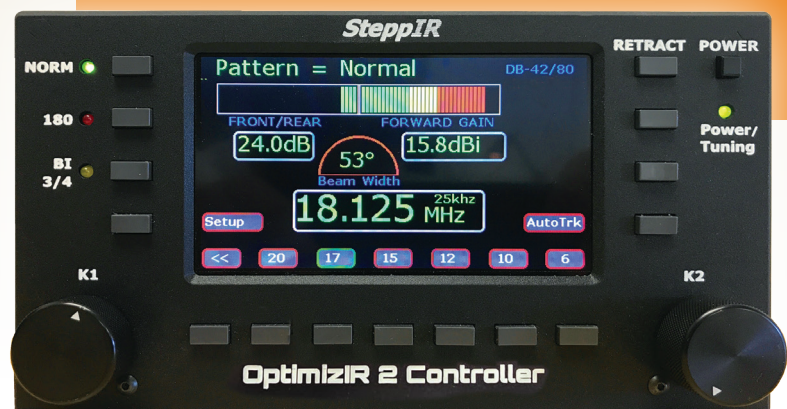 SteppIR
RETRACT POWER
NORM
180
BI
3/4
Pattern = Normal DB-42/80
FRONT/REAR FORWARD GAIN
24.0dB 15.8dBi
53°
Beam Width
18.125 MHz 25khz
Setup AutoTrk
<< 20 17 15 12 10 6
Power/
Tuning
K1 K2
OptimizIR 2 Controller